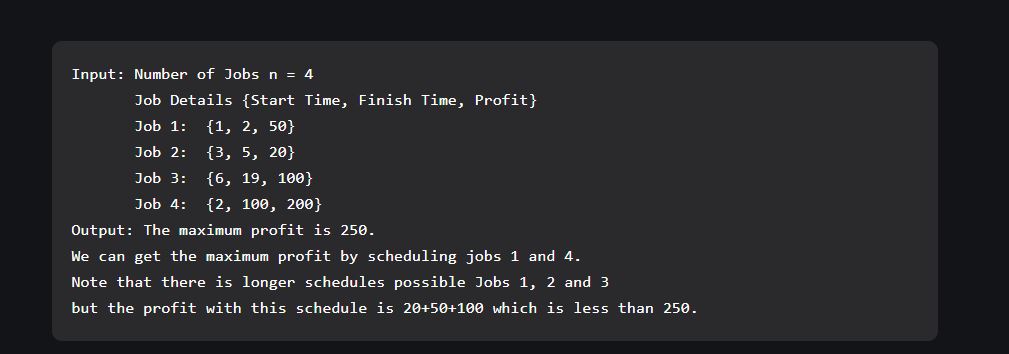 Input: Number of Jobs n = 4
Job Details {Start Time, Finish Time, Profit}
Job 1:  {1, 2, 50}
Job 2:  {3, 5, 20}
Job 3:  {6, 19, 100}
Job 4:  {2, 100, 200}
Output: The maximum profit is 250.
We can get the maximum profit by scheduling jobs 1 and 4.
Note that there is longer schedules possible Jobs 1, 2 and 3
but the profit with this schedule is 20+50+100 which is less than 250.